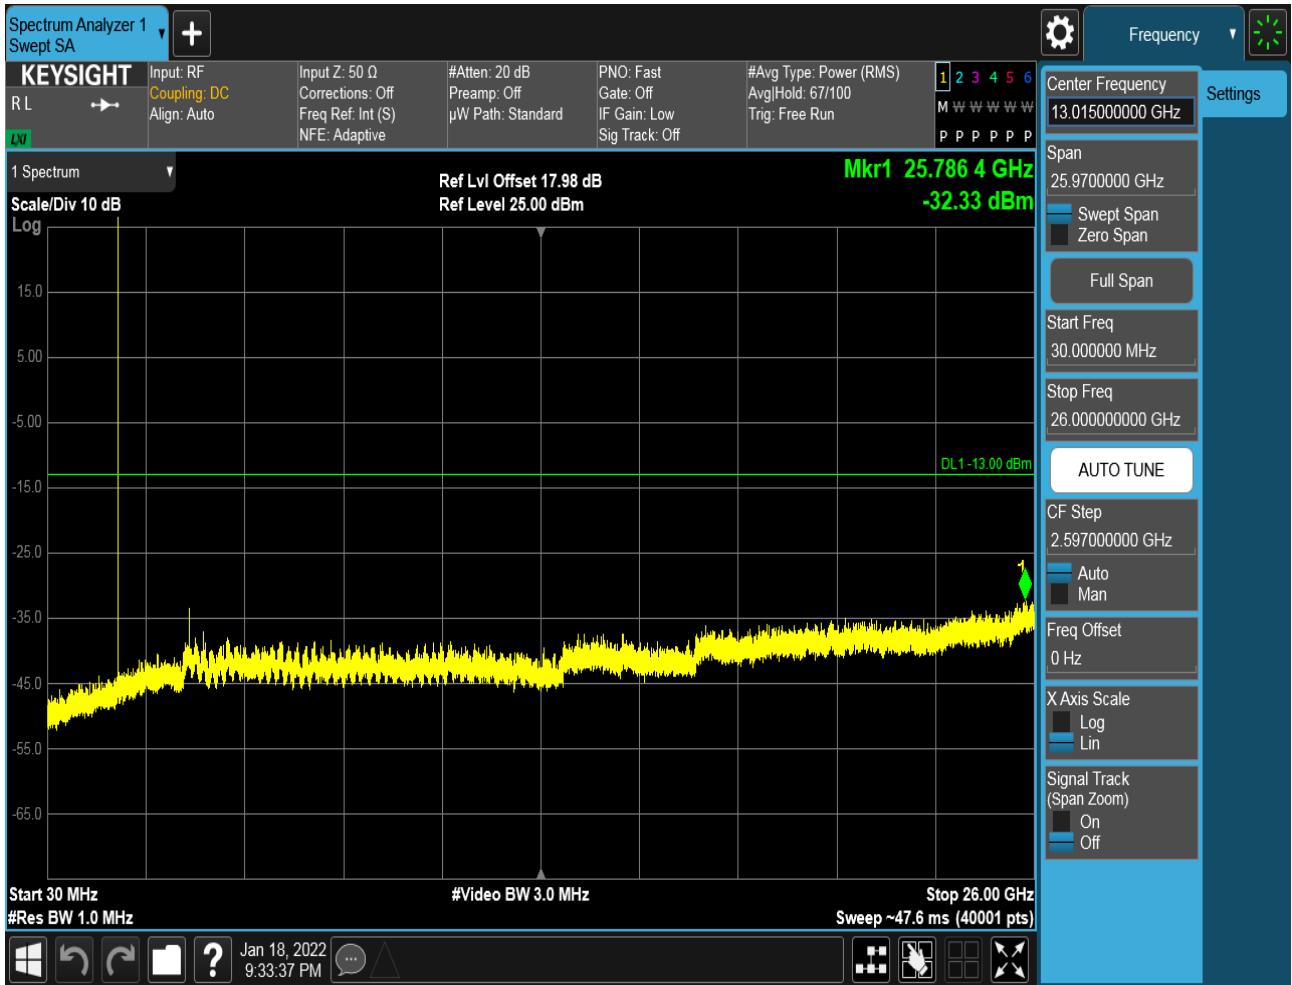 Spectrum Analyzer 1
Swept SA
Frequency
KEYSIGHT
R L
LXI
Input: RF
Coupling: DC
Align: Auto
Input Z: 50 Ω
Corrections: Off
Freq Ref: Int (S)
NFE: Adaptive
#Atten: 20 dB
Preamp: Off
µW Path: Standard
PNO: Fast
Gate: Off
IF Gain: Low
Sig Track: Off
#Avg Type: Power (RMS)
Avg|Hold: 67/100
Trig: Free Run
1 2 3 4 5 6
M W W W W W
P P P P P P
1 Spectrum
Scale/Div 10 dB
Ref Lvl Offset 17.98 dB
Ref Level 25.00 dBm
Mkr1 25.786 4 GHz
-32.33 dBm
Log
15.0
5.00
-5.00
-15.0
-25.0
-35.0
-45.0
-55.0
-65.0
DL1 -13.00 dBm
1
Start 30 MHz
#Res BW 1.0 MHz
#Video BW 3.0 MHz
Stop 26.00 GHz
Sweep ~47.6 ms (40001 pts)
Jan 18, 2022
9:33:37 PM
Center Frequency
13.015000000 GHz
Settings
Span
25.9700000 GHz
Swept Span
Zero Span
Full Span
Start Freq
30.000000 MHz
Stop Freq
26.000000000 GHz
AUTO TUNE
CF Step
2.597000000 GHz
Auto
Man
Freq Offset
0 Hz
X Axis Scale
Log
Lin
Signal Track
(Span Zoom)
On
Off